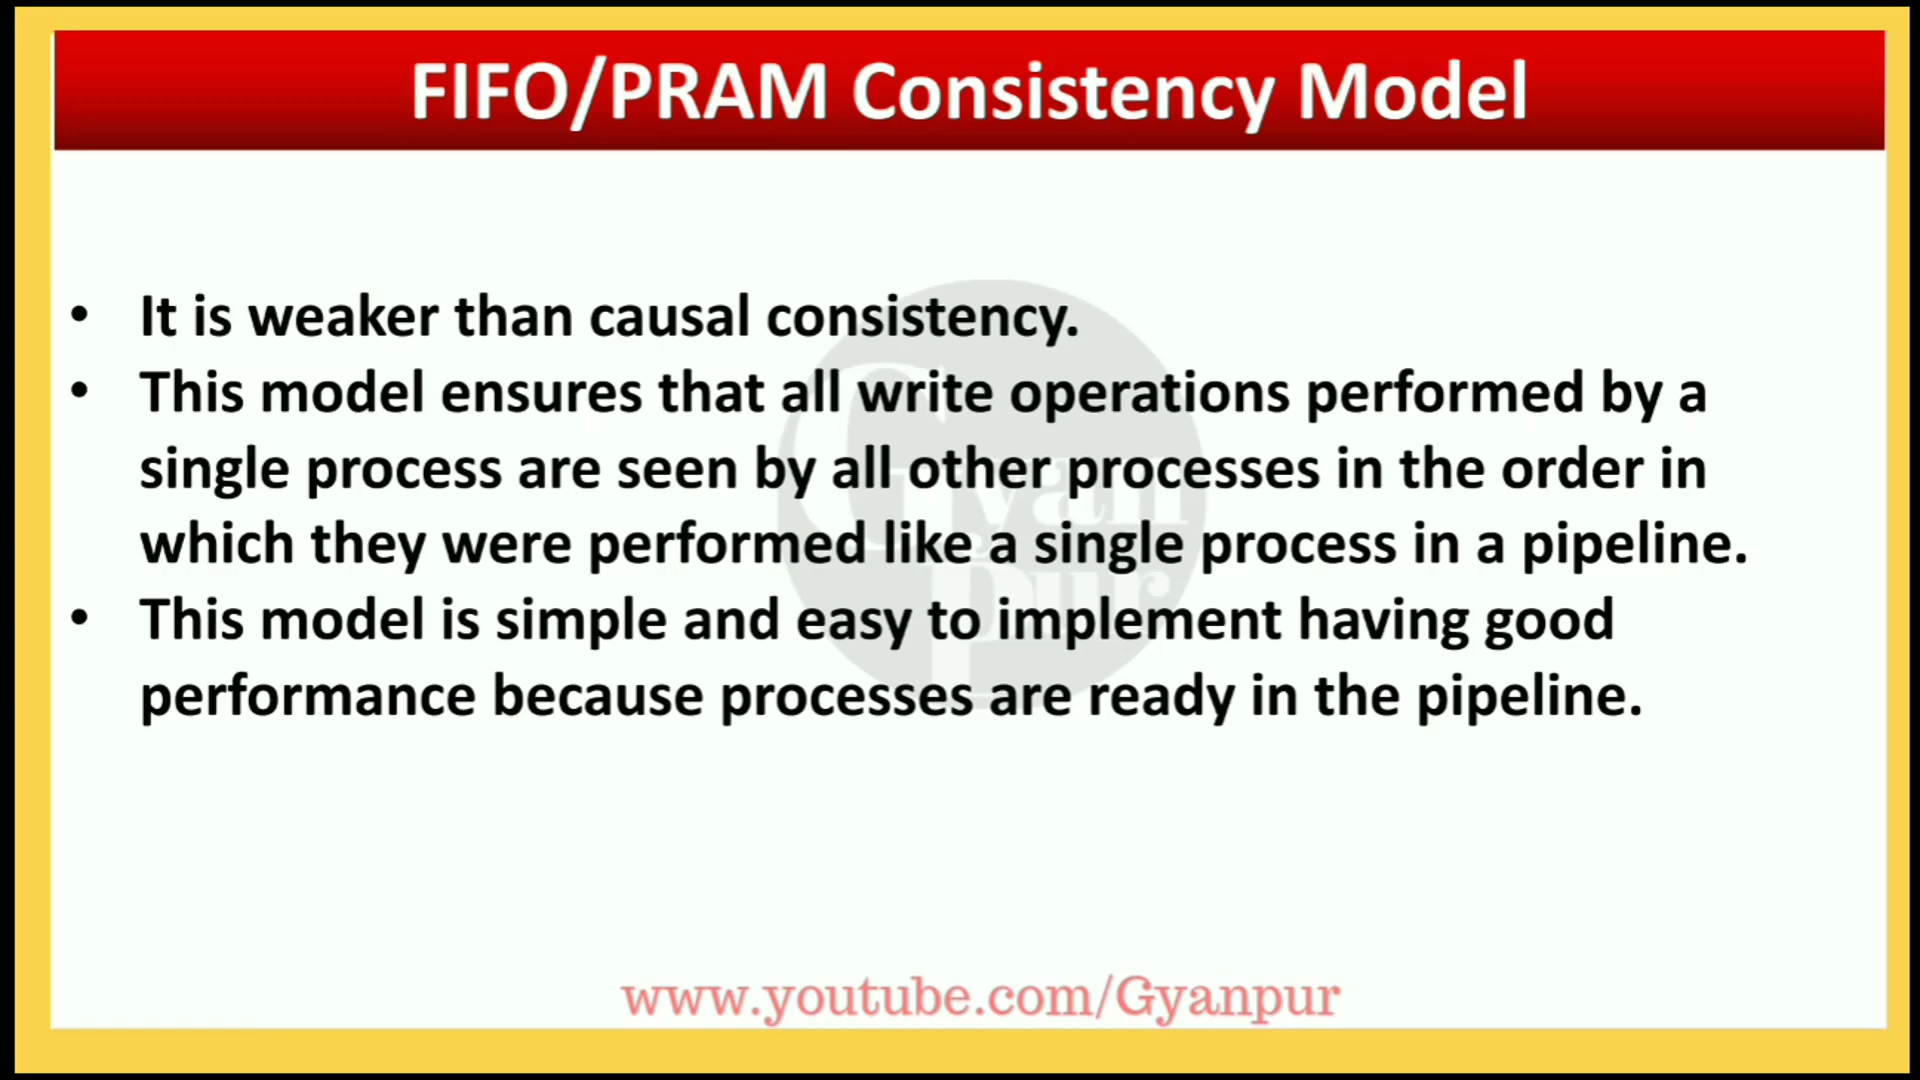 FIFO/PRAM Consistency Model
• It is weaker than causal consistency.
• This model ensures that all write operations performed by a
single process are seen by all other processes in the order in
which they were performed like a single process in a pipeline.
• This model is simple and easy to implement having good
performance because processes are ready in the pipeline.
Gyan
Pur
www.youtube.com/Gyanpur